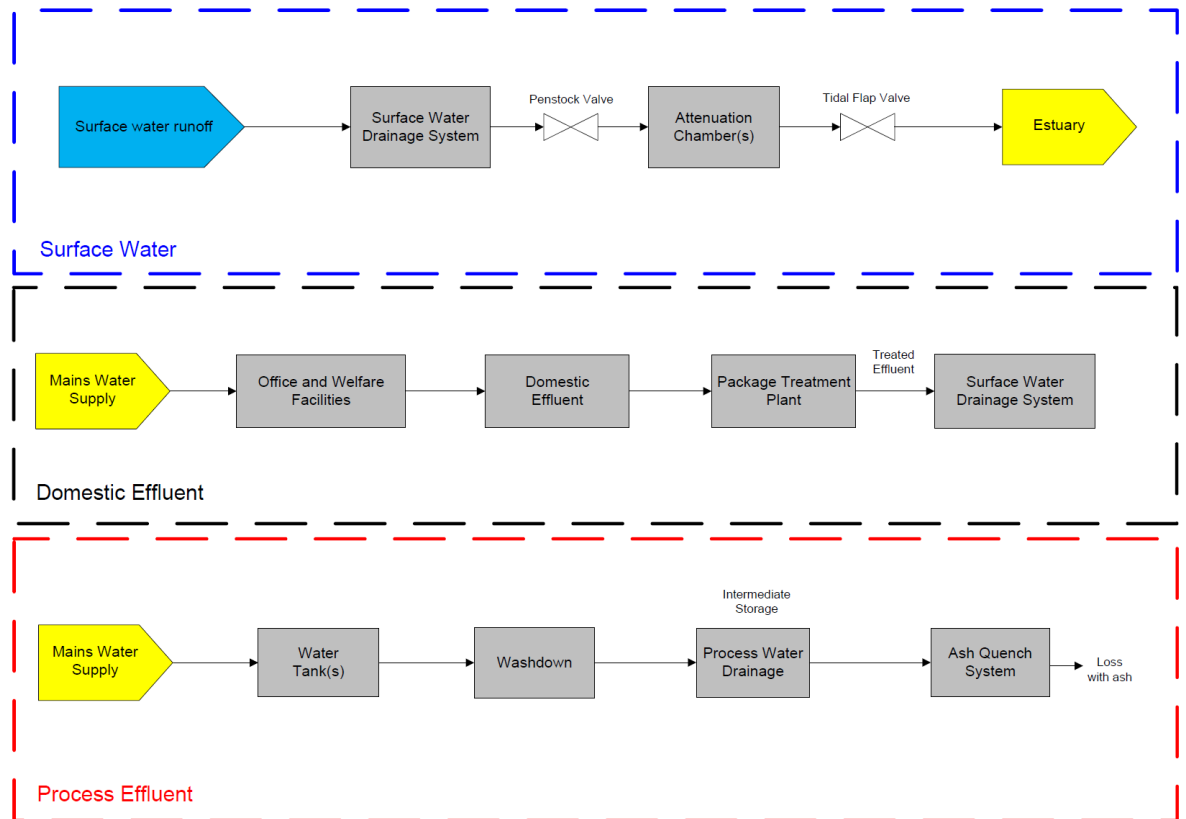 Penstock Valve
Tidal Flap Valve
Surface water runoff
Surface Water
Drainage System
Attenuation
Chamber(s)
Estuary
Surface Water
Mains Water
Supply
Office and Welfare
Facilities
Domestic
Effluent
Package Treatment
Plant
Treated
Effluent
Surface Water
Drainage System
Domestic Effluent
Mains Water
Supply
Water
Tank(s)
Washdown
Intermediate
Storage
Process Water
Drainage
Ash Quench
System
Loss
with ash
Process Effluent